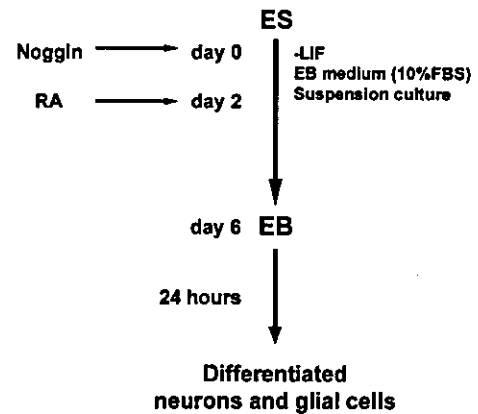 ES
Noggin
day 0
-LIF
EB medium (10%FBS)
Suspension culture
RA
day 2
day 6 EB
24 hours
Differentiated
neurons and glial cells